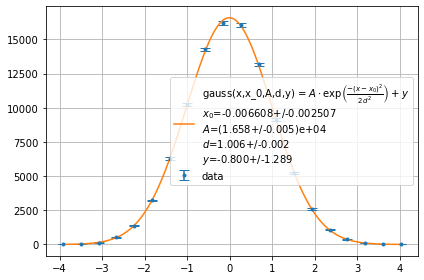 15000
12500
10000
7500
5000
2500
0
gauss(x,x_0,A,d,y) = A · exp(−(x − x₀)² / 2d²) + y
x₀=-0.006608+/-0.002507
A=(1.658+/-0.005)e+04
d=1.006+/-0.002
y=-0.800+/-1.289
data
−4 −3 −2 −1 0 1 2 3 4